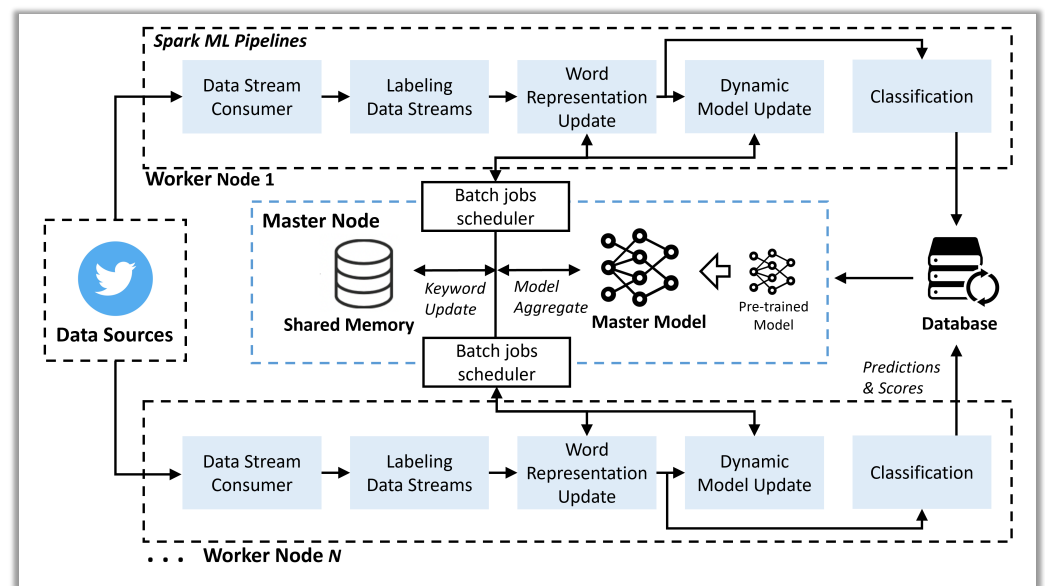 Spark ML Pipelines
Data Stream
Consumer
Labeling
Data Streams
Word
Representation
Update
Dynamic
Model Update
Classification
Worker Node 1
Batch jobs
scheduler
Master Node
Data Sources
Keyword
Update
Model
Aggregate
Shared Memory
Master Model
Pre-trained
Model
Database
Batch jobs
scheduler
Predictions
& Scores
Data Stream
Consumer
Labeling
Data Streams
Word
Representation
Update
Dynamic
Model Update
Classification
. . . Worker Node N